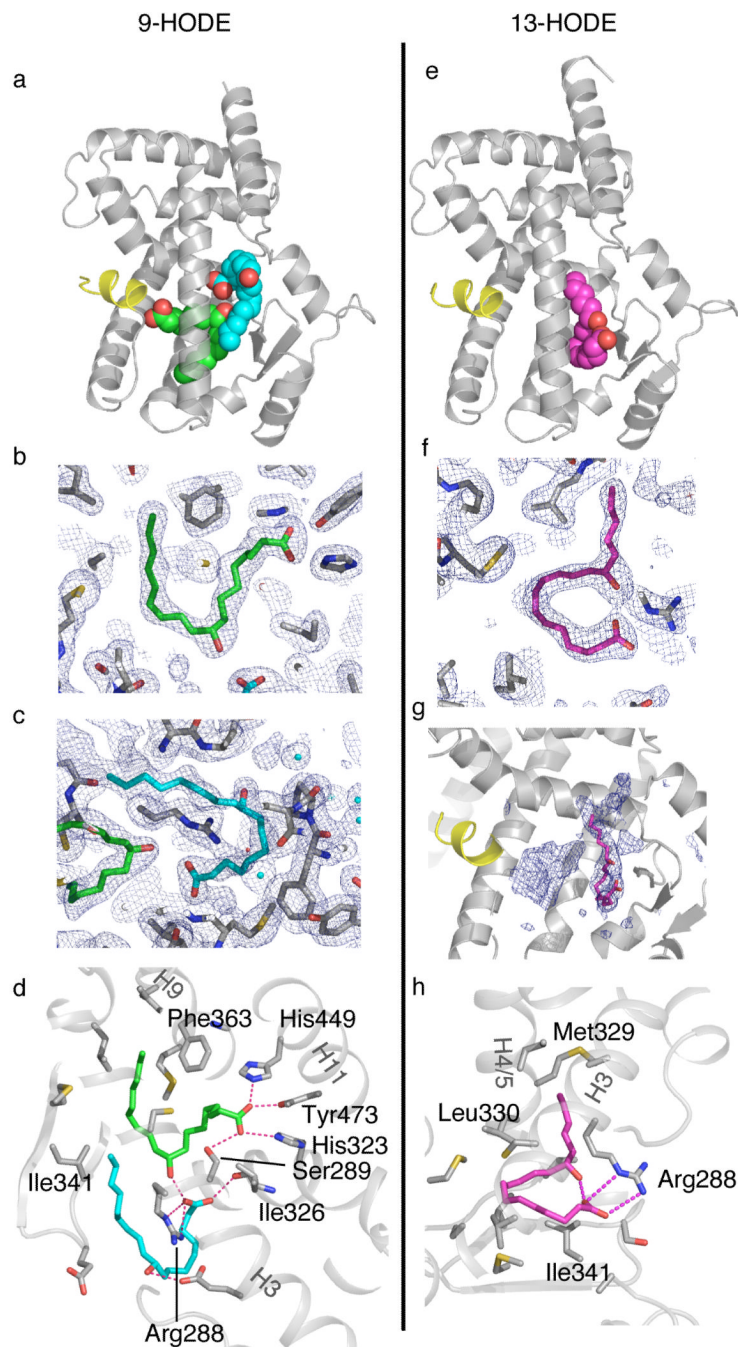 9-HODE
13-HODE
a
b
c
d
H9
Phe363
His449
H11
Tyr473
His323
Ser289
Ile341
Ile326
H3
Arg288
e
f
g
h
Met329
H4/5
H3
Leu330
Arg288
Ile341